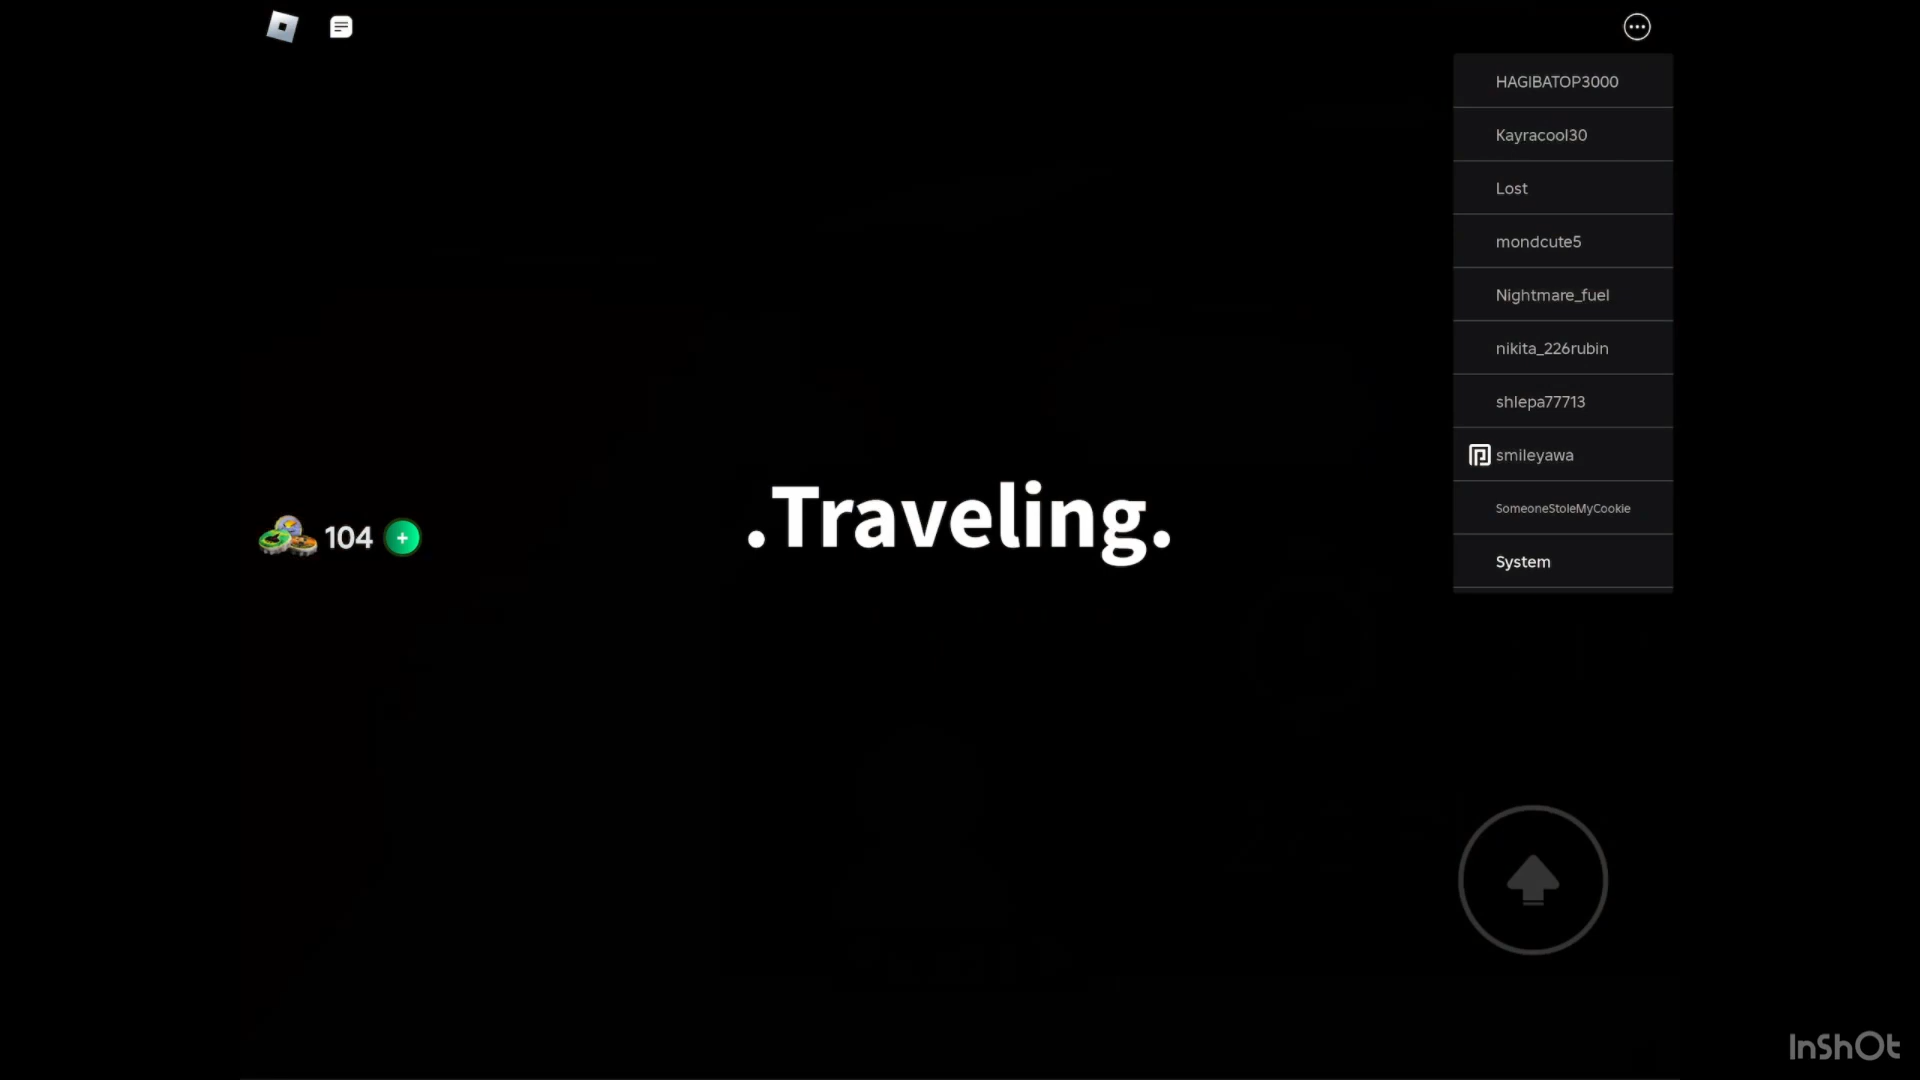 HAGIBATOP3000
Kayracool30
Lost
mondcute5
Nightmare_fuel
nikita_226rubin
shlepa77713
smileyawa
SomeoneStoleMyCookie
System
.Traveling.
104 +
InShOt